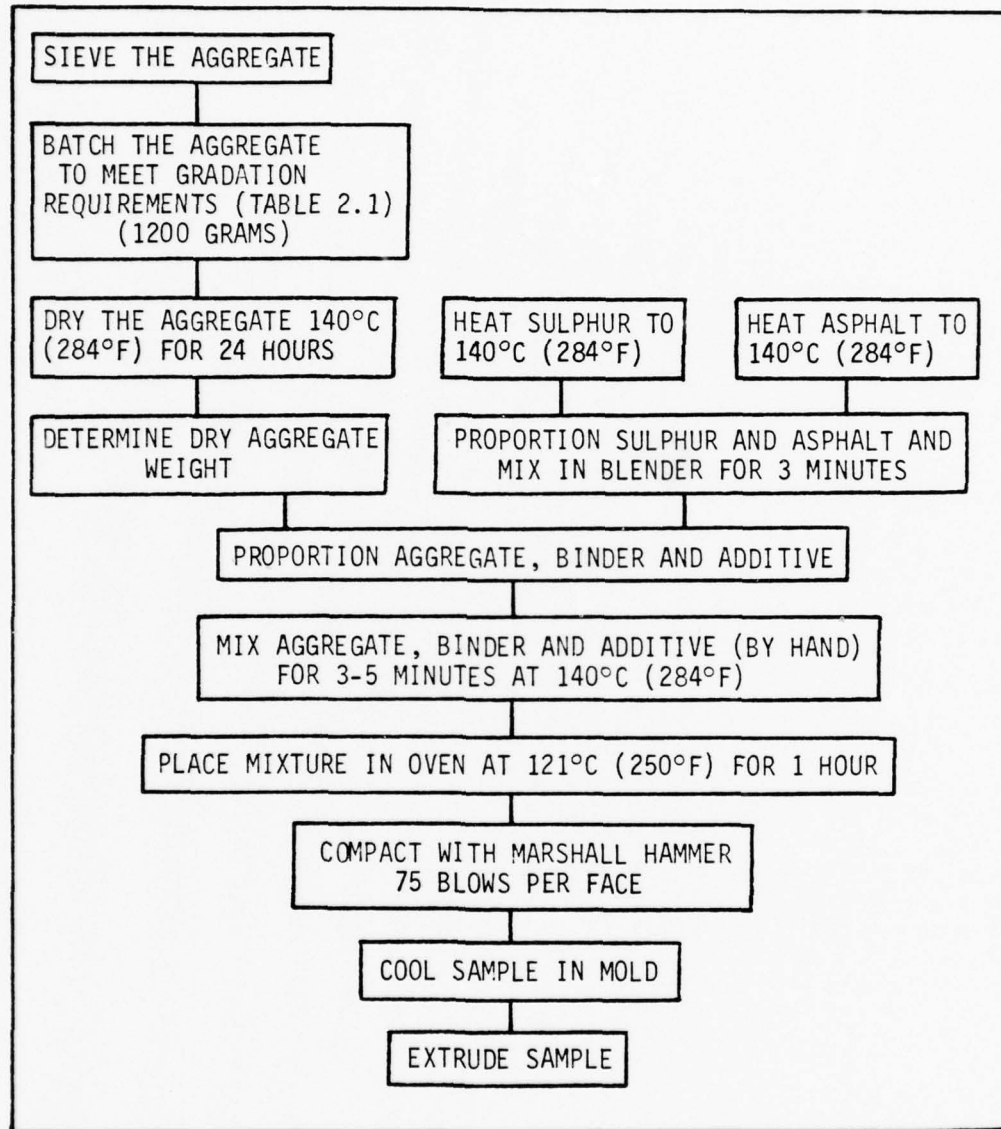 SIEVE THE AGGREGATE
BATCH THE AGGREGATE
TO MEET GRADATION
REQUIREMENTS (TABLE 2.1)
(1200 GRAMS)
DRY THE AGGREGATE 140°C
(284°F) FOR 24 HOURS
HEAT SULPHUR TO
140°C (284°F)
HEAT ASPHALT TO
140°C (284°F)
DETERMINE DRY AGGREGATE
WEIGHT
PROPORTION SULPHUR AND ASPHALT AND
MIX IN BLENDER FOR 3 MINUTES
PROPORTION AGGREGATE, BINDER AND ADDITIVE
MIX AGGREGATE, BINDER AND ADDITIVE (BY HAND)
FOR 3-5 MINUTES AT 140°C (284°F)
PLACE MIXTURE IN OVEN AT 121°C (250°F) FOR 1 HOUR
COMPACT WITH MARSHALL HAMMER
75 BLOWS PER FACE
COOL SAMPLE IN MOLD
EXTRUDE SAMPLE